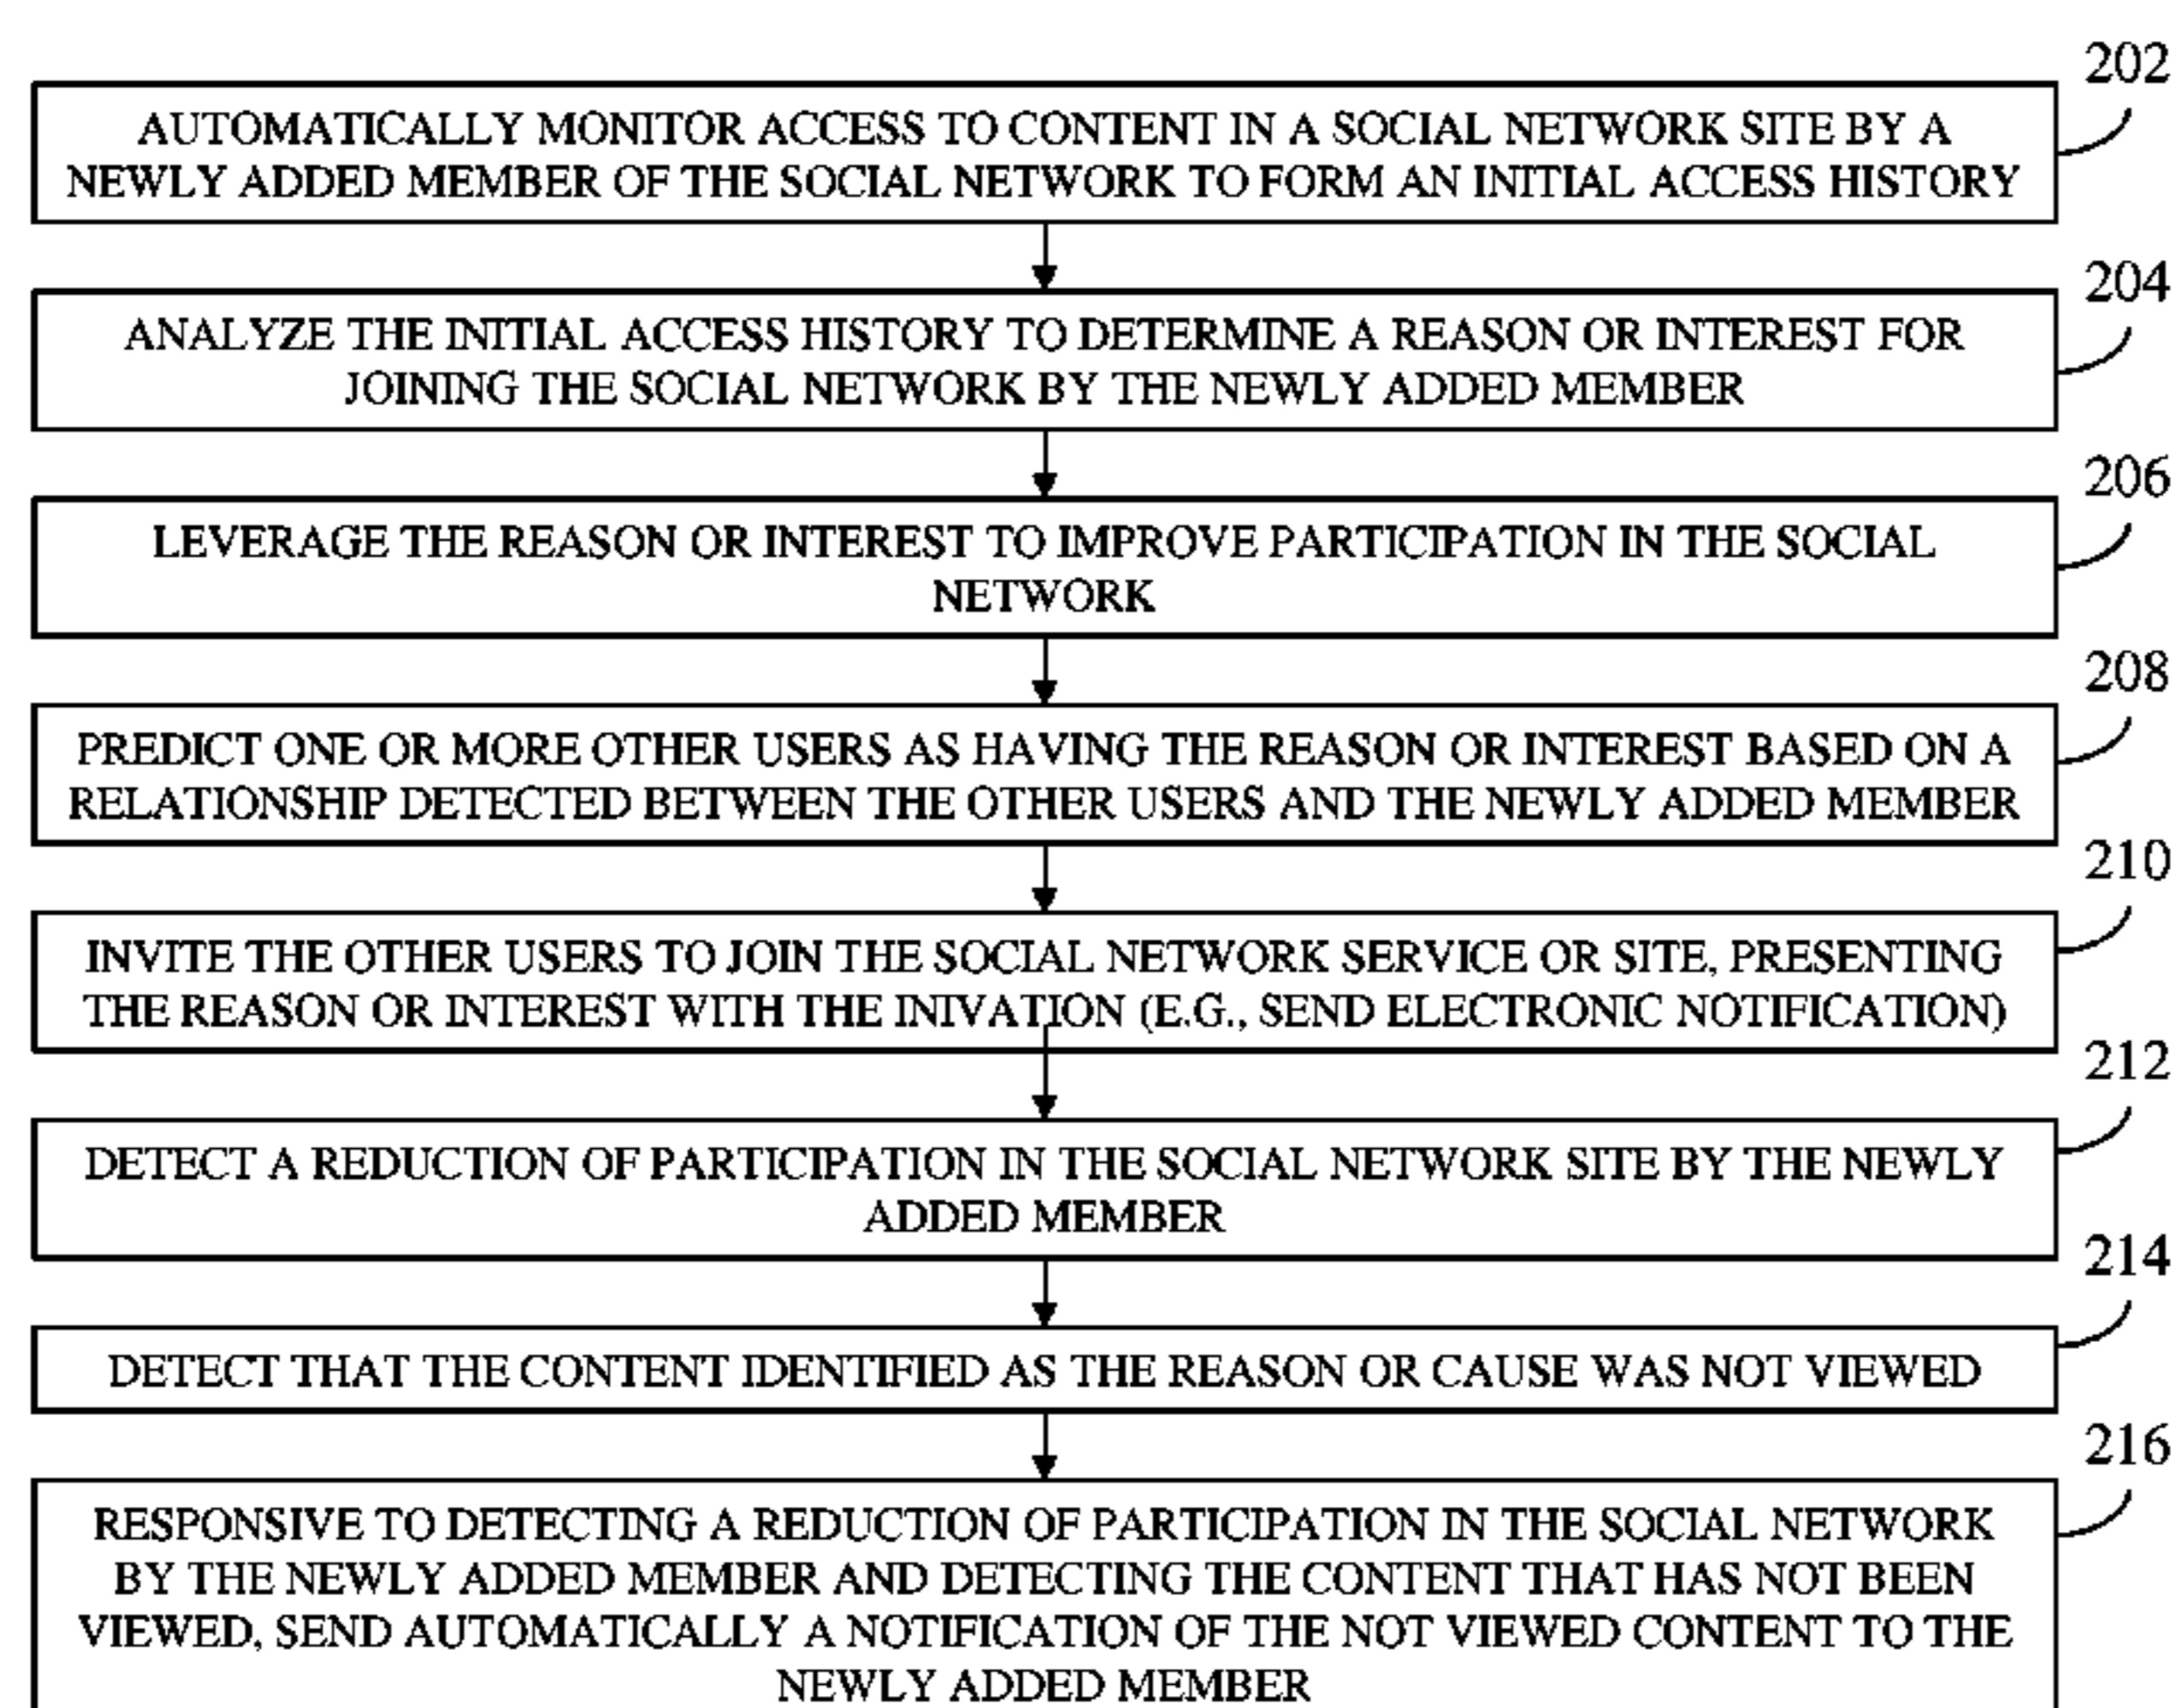 202
AUTOMATICALLY MONITOR ACCESS TO CONTENT IN A SOCIAL NETWORK SITE BY A
NEWLY ADDED MEMBER OF THE SOCIAL NETWORK TO FORM AN INITIAL ACCESS HISTORY
204
ANALYZE THE INITIAL ACCESS HISTORY TO DETERMINE A REASON OR INTEREST FOR
JOINING THE SOCIAL NETWORK BY THE NEWLY ADDED MEMBER
206
LEVERAGE THE REASON OR INTEREST TO IMPROVE PARTICIPATION IN THE SOCIAL
NETWORK
208
PREDICT ONE OR MORE OTHER USERS AS HAVING THE REASON OR INTEREST BASED ON A
RELATIONSHIP DETECTED BETWEEN THE OTHER USERS AND THE NEWLY ADDED MEMBER
210
INVITE THE OTHER USERS TO JOIN THE SOCIAL NETWORK SERVICE OR SITE, PRESENTING
THE REASON OR INTEREST WITH THE INIVATION (E.G., SEND ELECTRONIC NOTIFICATION)
212
DETECT A REDUCTION OF PARTICIPATION IN THE SOCIAL NETWORK SITE BY THE NEWLY
ADDED MEMBER
214
DETECT THAT THE CONTENT IDENTIFIED AS THE REASON OR CAUSE WAS NOT VIEWED
216
RESPONSIVE TO DETECTING A REDUCTION OF PARTICIPATION IN THE SOCIAL NETWORK
BY THE NEWLY ADDED MEMBER AND DETECTING THE CONTENT THAT HAS NOT BEEN
VIEWED, SEND AUTOMATICALLY A NOTIFICATION OF THE NOT VIEWED CONTENT TO THE
NEWLY ADDED MEMBER